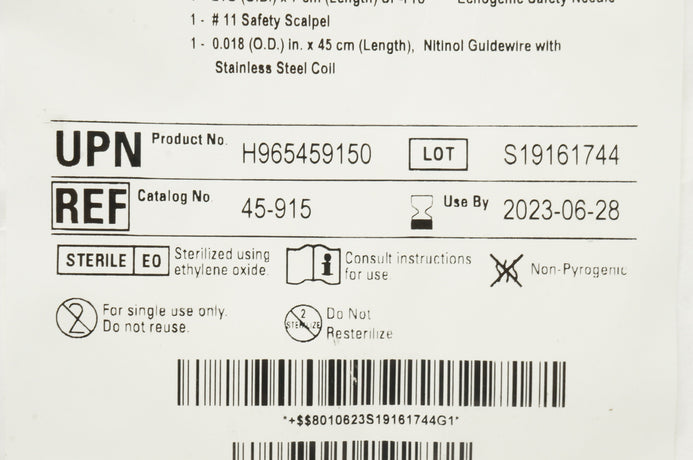 1 - # 11 Safety Scalpel
1 - 0.018 (O.D.) in. x 45 cm (Length), Nitinol Guidewire with
Stainless Steel Coil
UPN Product No. H965459150 LOT S19161744
REF Catalog No. 45-915 Use By 2023-06-28
STERILE EO Sterilized using
ethylene oxide.
i Consult instructions
for use
Non-Pyrogenic
2 For single use only.
Do not reuse.
2 STERILIZE Do Not
Resterilize
*+$$8010623S19161744G1*